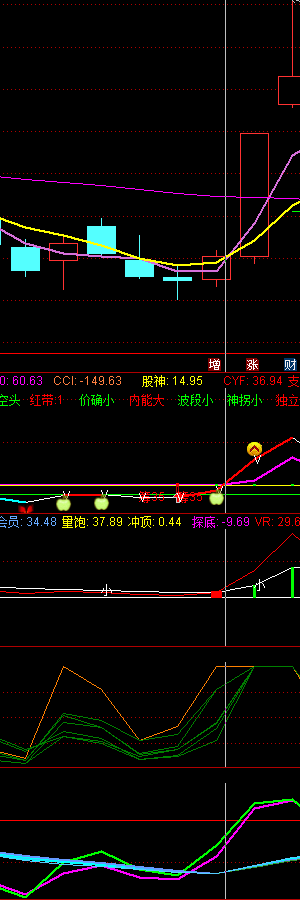 增 涨 财
0: 60.63 CCI: -149.63 股神: 14.95 CYF: 36.94 支
空头 红带:1 价确小 内能大 波段小 神拐小 独立
会员: 34.48 量饱: 37.89 冲顶: 0.44 探底: -9.69 VR: 29.6
小 小